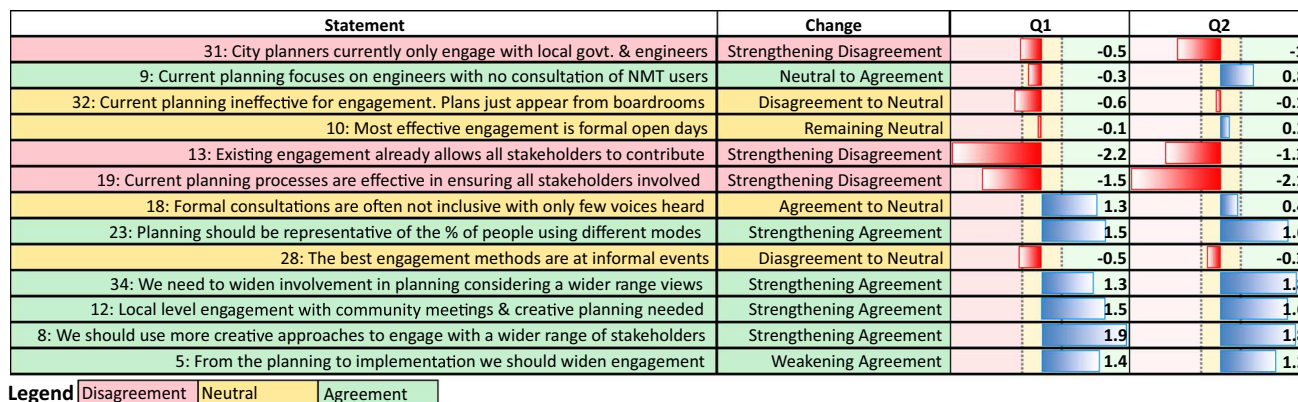 Statement Change Q1 Q2
31: City planners currently only engage with local govt. & engineers Strengthening Disagreement -0.5
9: Current planning focuses on engineers with no consultation of NMT users Neutral to Agreement -0.3
32: Current planning ineffective for engagement. Plans just appear from boardrooms Disagreement to Neutral -0.6
10: Most effective engagement is formal open days Remaining Neutral -0.1
13: Existing engagement already allows all stakeholders to contribute Strengthening Disagreement -2.2
19: Current planning processes are effective in ensuring all stakeholders involved Strengthening Disagreement -1.5
18: Formal consultations are often not inclusive with only few voices heard Agreement to Neutral 1.3
23: Planning should be representative of the % of people using different modes Strengthening Agreement 1.5
28: The best engagement methods are at informal events Diasgreement to Neutral -0.5
34: We need to widen involvement in planning considering a wider range views Strengthening Agreement 1.3
12: Local level engagement with community meetings & creative planning needed Strengthening Agreement 1.5
8: We should use more creative approaches to engage with a wider range of stakeholders Strengthening Agreement 1.9
5: From the planning to implementation we should widen engagement Weakening Agreement 1.4
Legend Disagreement Neutral Agreement